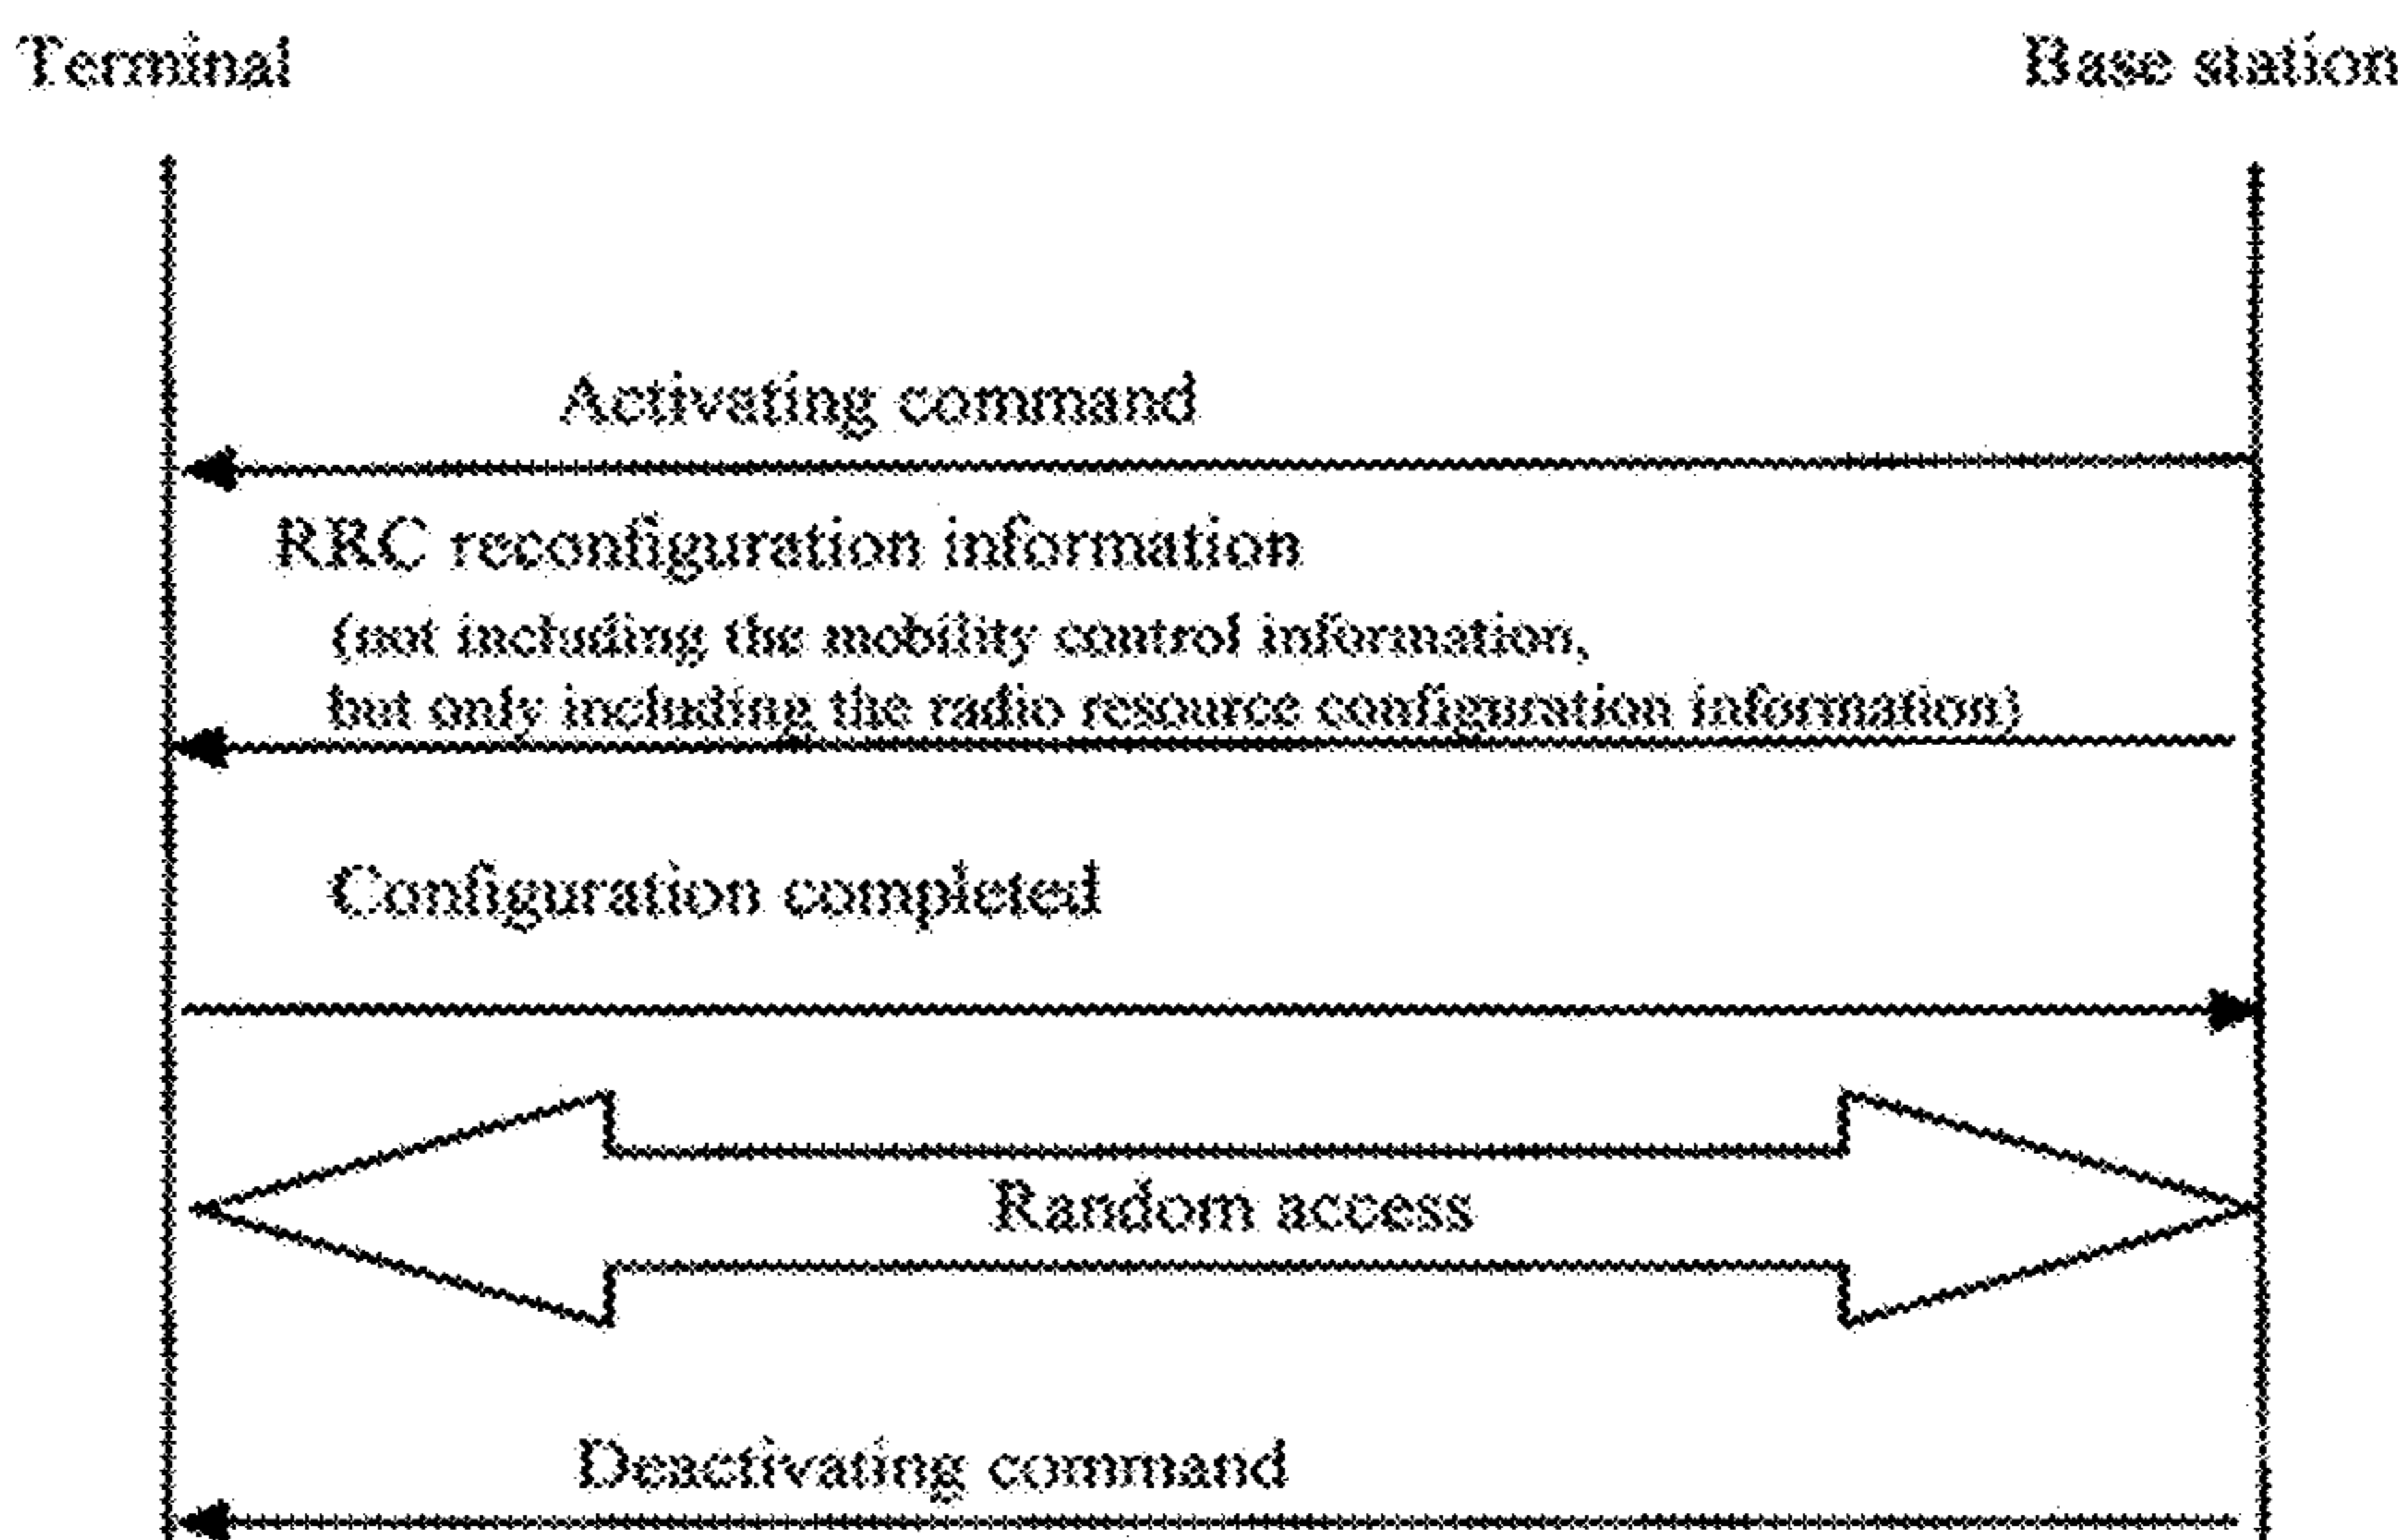 Terminal
Base station
Activating command
RRC reconfiguration information
(not including the mobility control information,
but only including the radio resource configuration information)
Configuration completed
Random access
Deactivating command